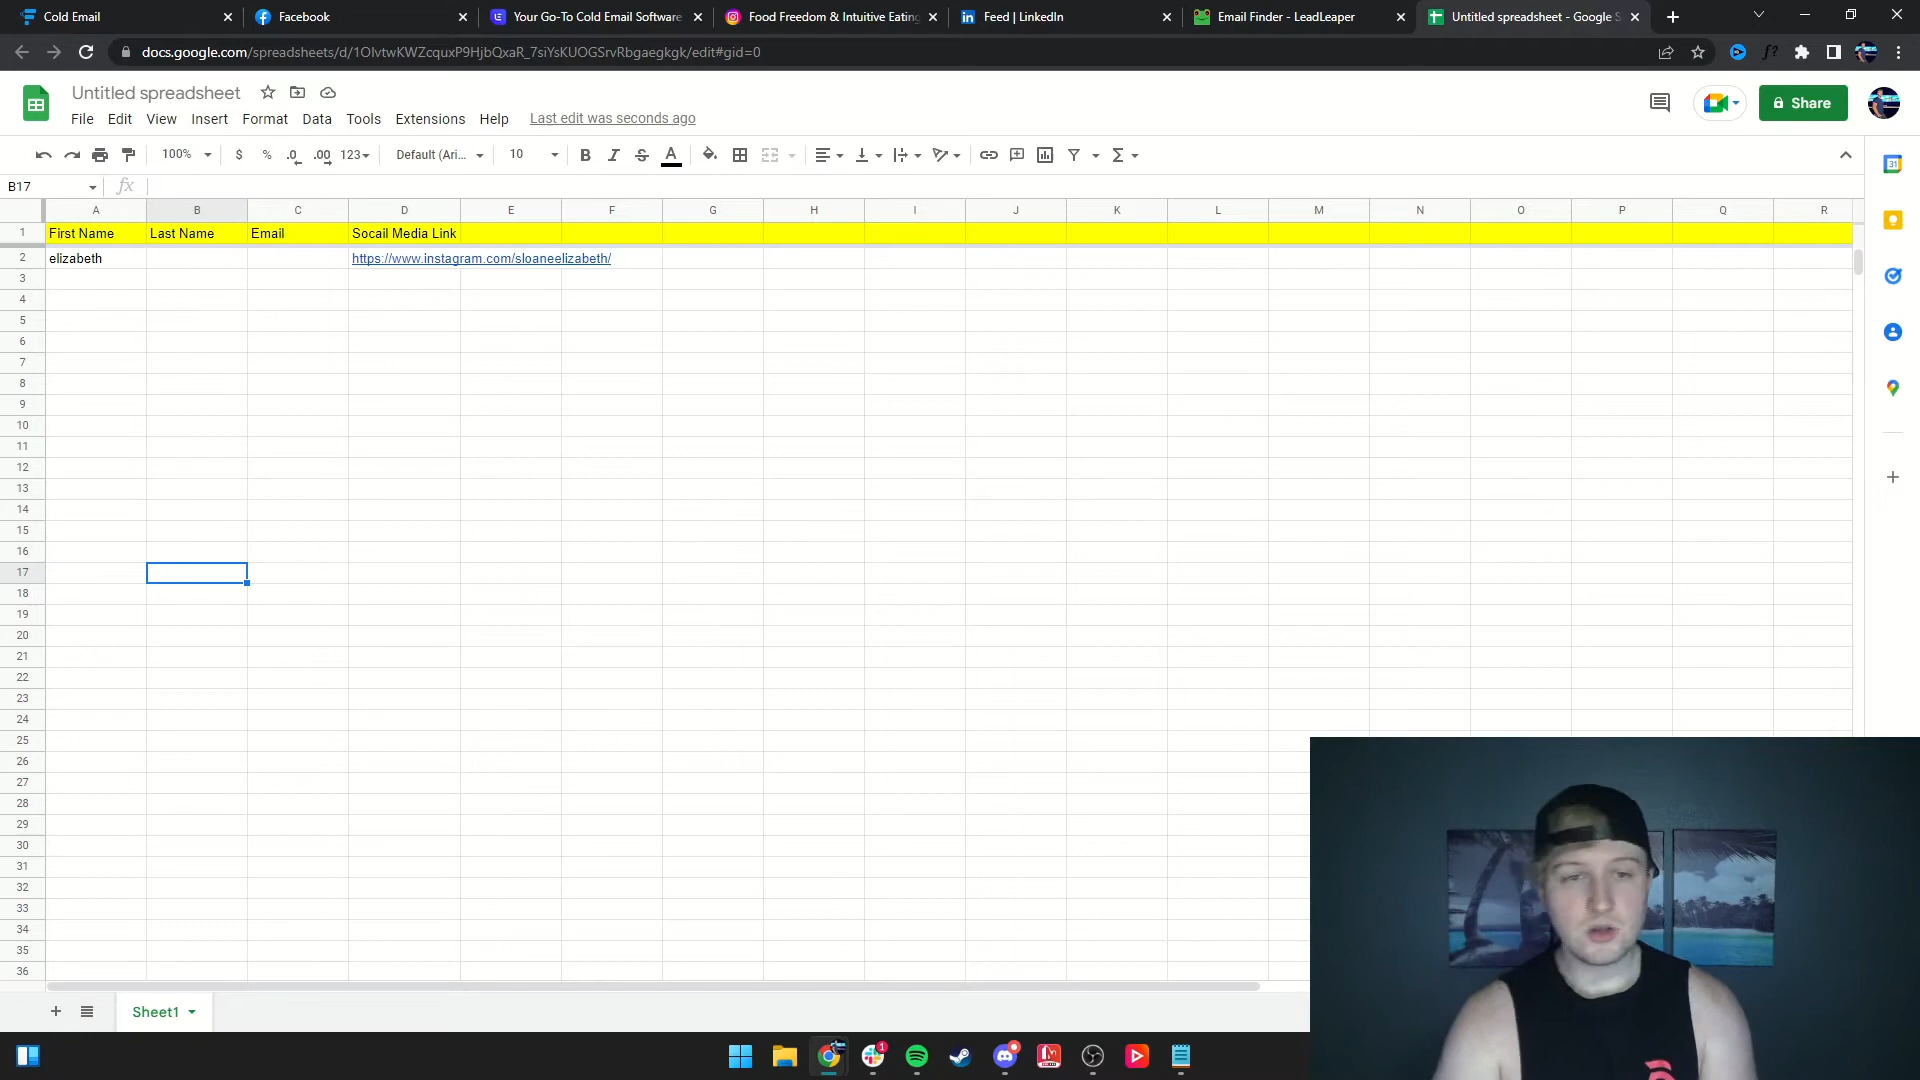 Cold Email
Facebook
Your Go-To Cold Email Software
Food Freedom & Intuitive Eating
Feed | LinkedIn
Email Finder - LeadLeaper
Untitled spreadsheet - Google S
docs.google.com/spreadsheets/d/1OlvtwKWZcquxP9HjbQxaR_7siYsKUOGSrvRbgaegkgk/edit#gid=0
Untitled spreadsheet
Share
File Edit View Insert Format Data Tools Extensions Help Last edit was seconds ago
100% $ % .0 .00 123 Default (Ari... 10 B I S A
B17 fx
A B C D E F G H I J K L M N O P Q R
1 First Name Last Name Email Socail Media Link
2 elizabeth https://www.instagram.com/sloaneelizabeth/
3
4
5
6
7
8
9
10
11
12
13
14
15
16
17
18
19
20
21
22
23
24
25
26
27
28
29
30
31
32
33
34
35
36
31
Sheet1
1